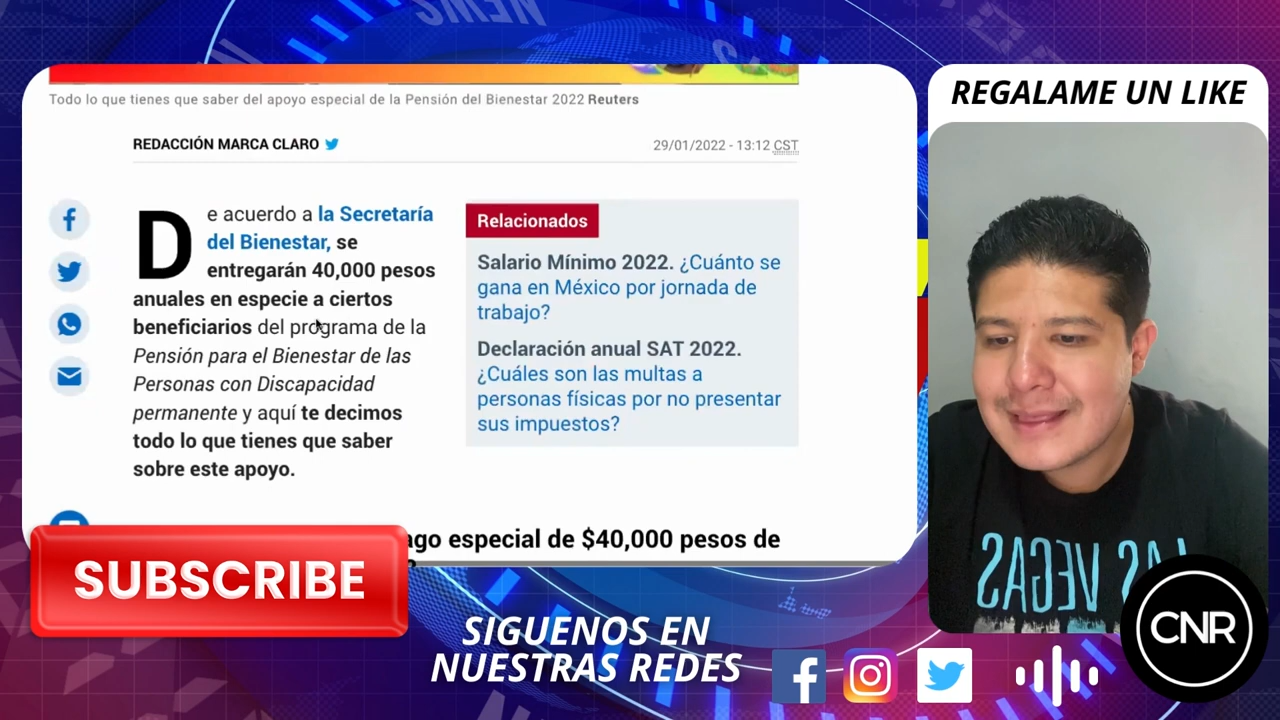 Todo lo que tienes que saber del apoyo especial de la Pensión del Bienestar 2022 Reuters
REDACCIÓN MARCA CLARO
29/01/2022 - 13:12 CST
De acuerdo a la Secretaría
del Bienestar, se
entregarán 40,000 pesos
anuales en especie a ciertos
beneficiarios del programa de la
Pensión para el Bienestar de las
Personas con Discapacidad
permanente y aquí te decimos
todo lo que tienes que saber
sobre este apoyo.
Relacionados
Salario Mínimo 2022. ¿Cuánto se
gana en México por jornada de
trabajo?
Declaración anual SAT 2022.
¿Cuáles son las multas a
personas físicas por no presentar
sus impuestos?
ago especial de $40,000 pesos de
SUBSCRIBE
SIGUENOS EN
NUESTRAS REDES
REGALAME UN LIKE
LAS VEGAS
CNR